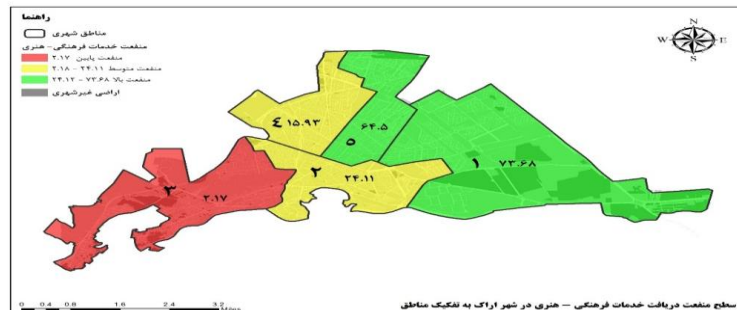 راهنما
مناطق شهری
منفعت خدمات فرهنگی – هنری
منفعت پایین ۲.۱۷
منفعت متوسط ۲۴.۱۱ - ۲.۱۸
منفعت بالا ۷۳.۶۸ - ۲۴.۱۲
اراضی غیرشهری
N
W E
S
۴ ۱۵.۹۳
۵ ۶۴.۵
۱ ۷۳.۶۸
۲ ۲۴.۱۱
۳ ۲.۱۷
0 0.4 0.8 1.6 2.4 3.2
Miles
سطح منفعت دریافت خدمات فرهنگی – هنری در شهر اراک به تفکیک مناطق